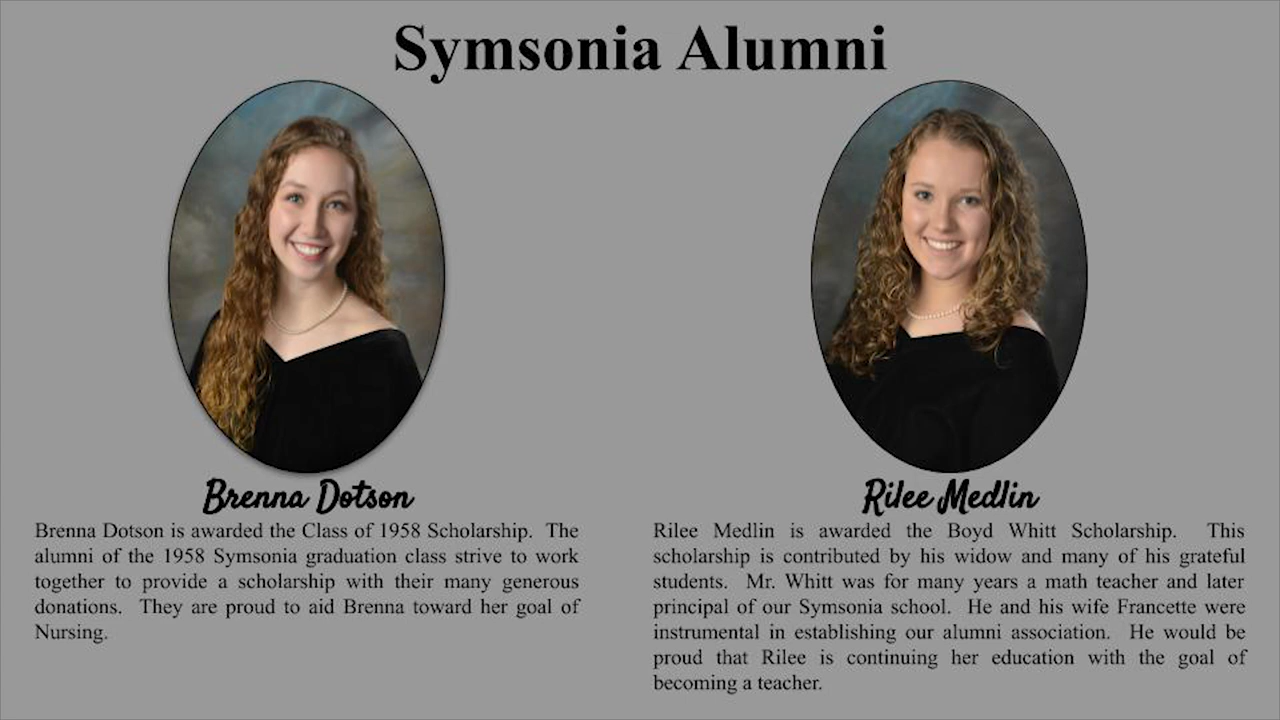 Symsonia Alumni
Brenna Dotson
Brenna Dotson is awarded the Class of 1958 Scholarship. The
alumni of the 1958 Symsonia graduation class strive to work
together to provide a scholarship with their many generous
donations. They are proud to aid Brenna toward her goal of
Nursing.
Rilee Medlin
Rilee Medlin is awarded the Boyd Whitt Scholarship. This
scholarship is contributed by his widow and many of his grateful
students. Mr. Whitt was for many years a math teacher and later
principal of our Symsonia school. He and his wife Francette were
instrumental in establishing our alumni association. He would be
proud that Rilee is continuing her education with the goal of
becoming a teacher.